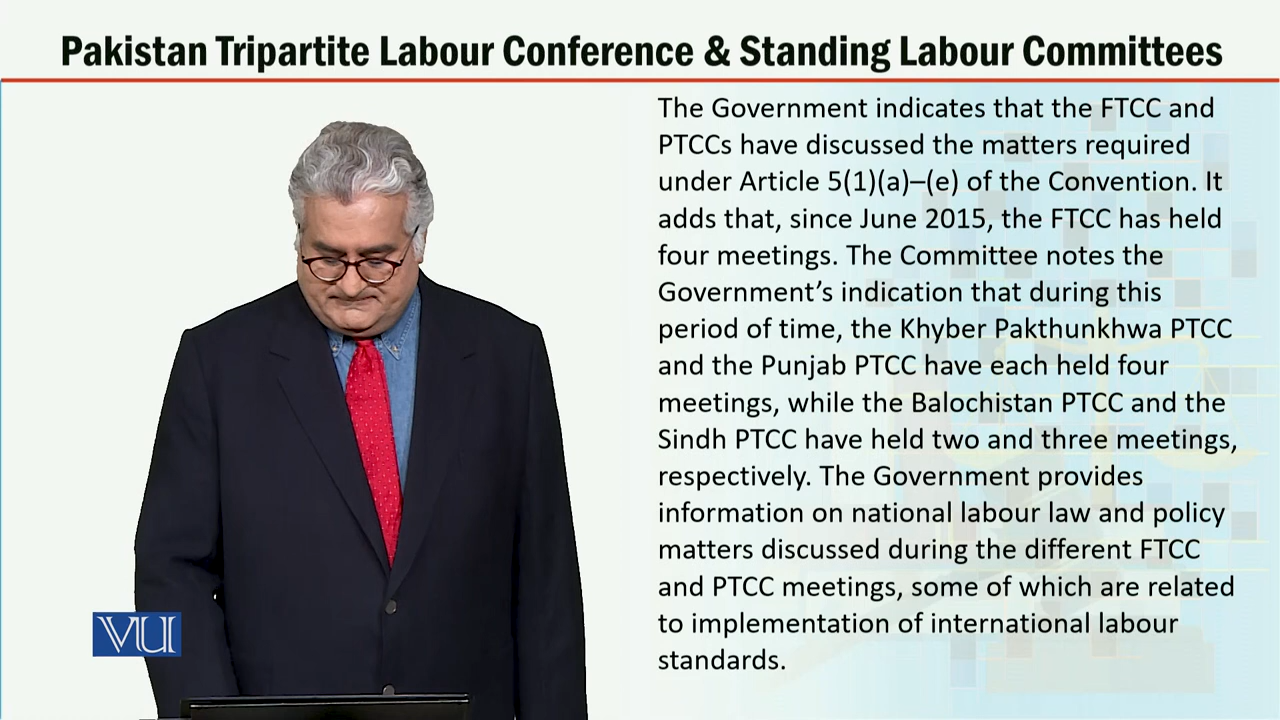 Pakistan Tripartite Labour Conference & Standing Labour Committees
The Government indicates that the FTCC and
PTCCs have discussed the matters required
under Article 5(1)(a)–(e) of the Convention. It
adds that, since June 2015, the FTCC has held
four meetings. The Committee notes the
Government’s indication that during this
period of time, the Khyber Pakthunkhwa PTCC
and the Punjab PTCC have each held four
meetings, while the Balochistan PTCC and the
Sindh PTCC have held two and three meetings,
respectively. The Government provides
information on national labour law and policy
matters discussed during the different FTCC
and PTCC meetings, some of which are related
to implementation of international labour
standards.
VU